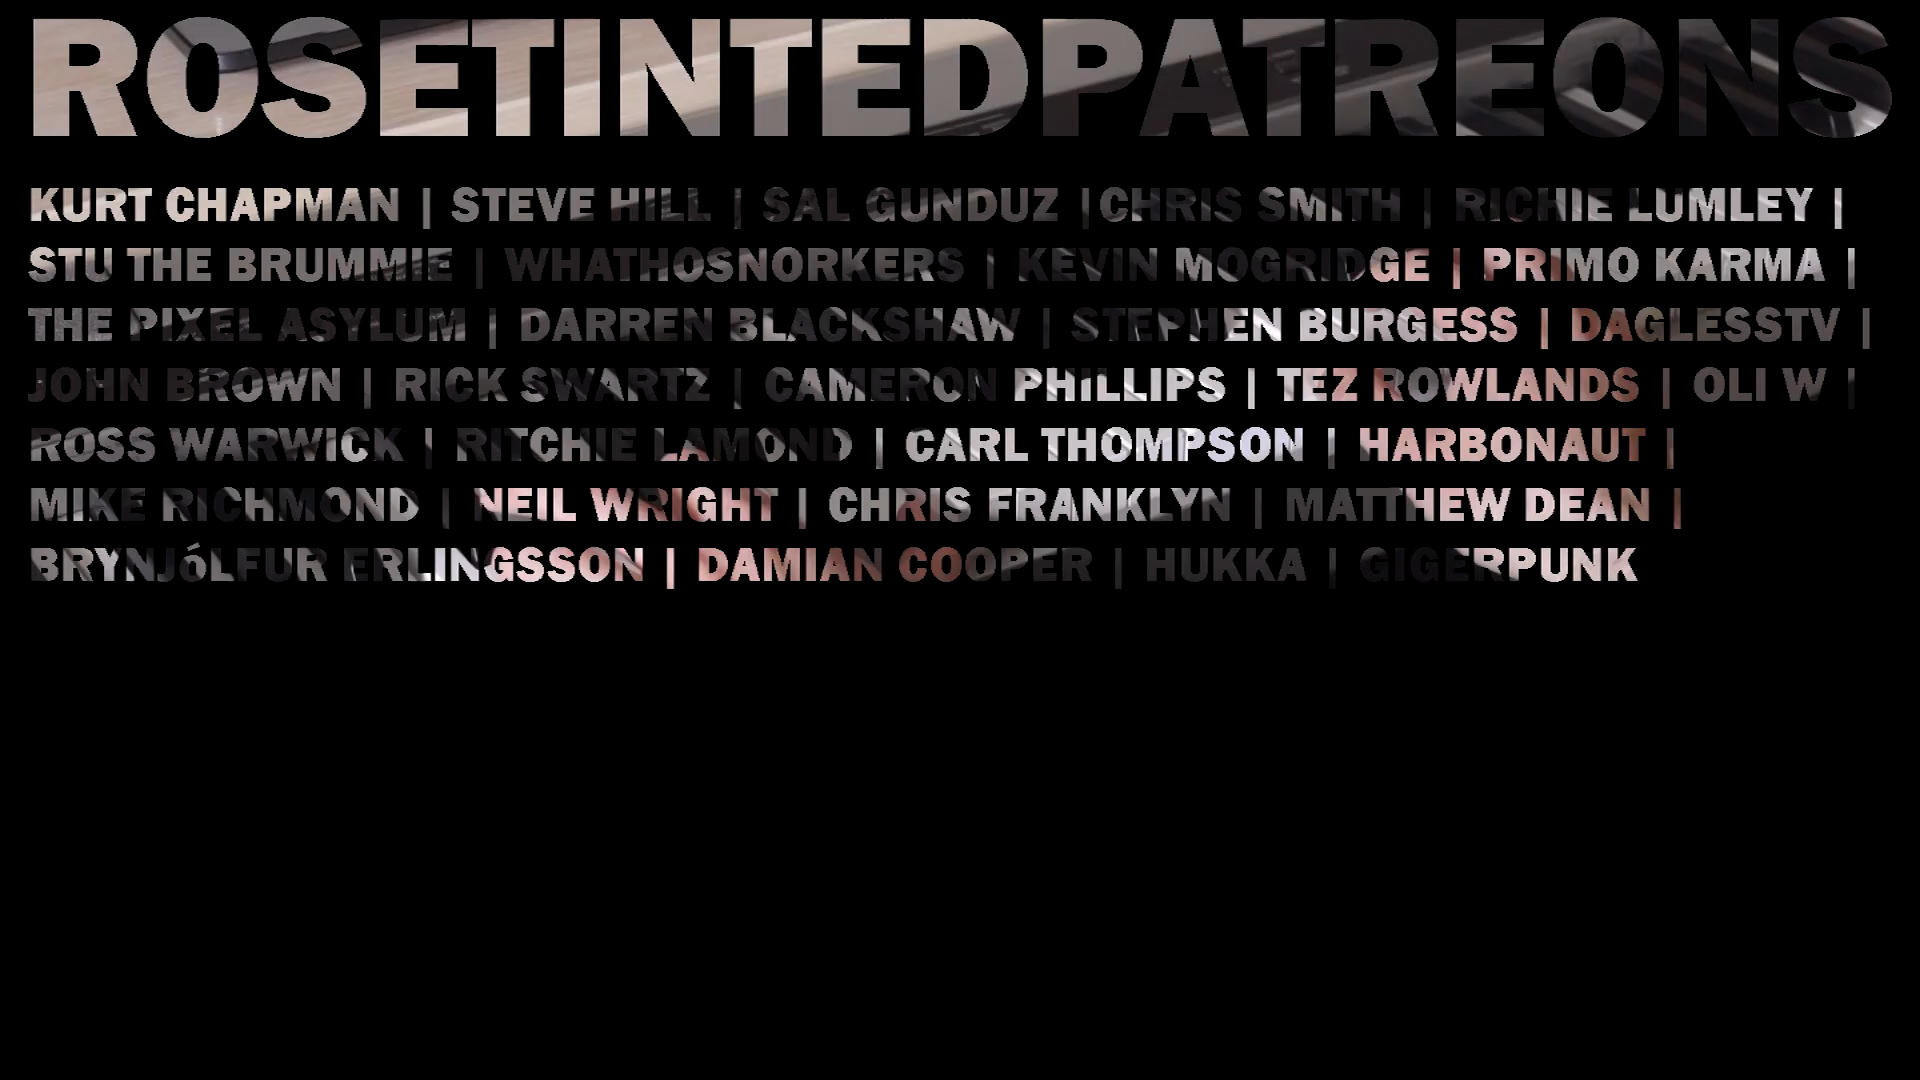 ROSETINTEDPATREONS
KURT CHAPMAN | STEVE HILL | SAL GUNDUZ |CHRIS SMITH | RICHIE LUMLEY |
STU THE BRUMMIE | WHATHOSNORKERS | KEVIN MOGRIDGE | PRIMO KARMA |
THE PIXEL ASYLUM | DARREN BLACKSHAW | STEPHEN BURGESS | DAGLESSTV |
JOHN BROWN | RICK SWARTZ | CAMERON PHILLIPS | TEZ ROWLANDS | OLI W |
ROSS WARWICK | RITCHIE LAMOND | CARL THOMPSON | HARBONAUT |
MIKE RICHMOND | NEIL WRIGHT | CHRIS FRANKLYN | MATTHEW DEAN |
BRYNJóLFUR ERLINGSSON | DAMIAN COOPER | HUKKA | GIGERPUNK